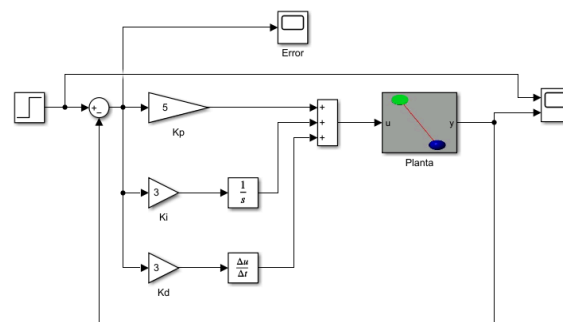 Error
+
−
5
Kp
+
+
+
u
y
Planta
3
Ki
1
s
3
Kd
Δu
Δt